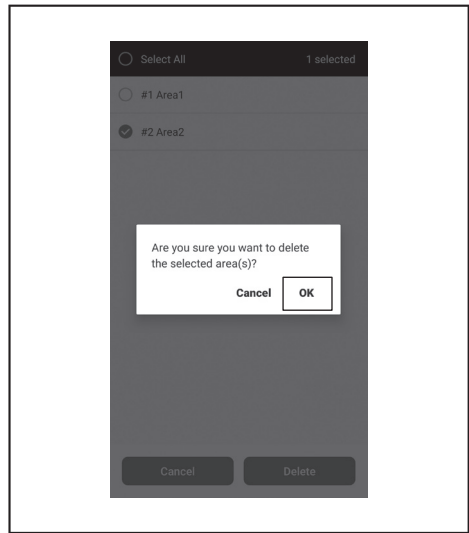 Select All 1 selected
#1 Area1
#2 Area2
Are you sure you want to delete
the selected area(s)?
Cancel OK
Cancel Delete